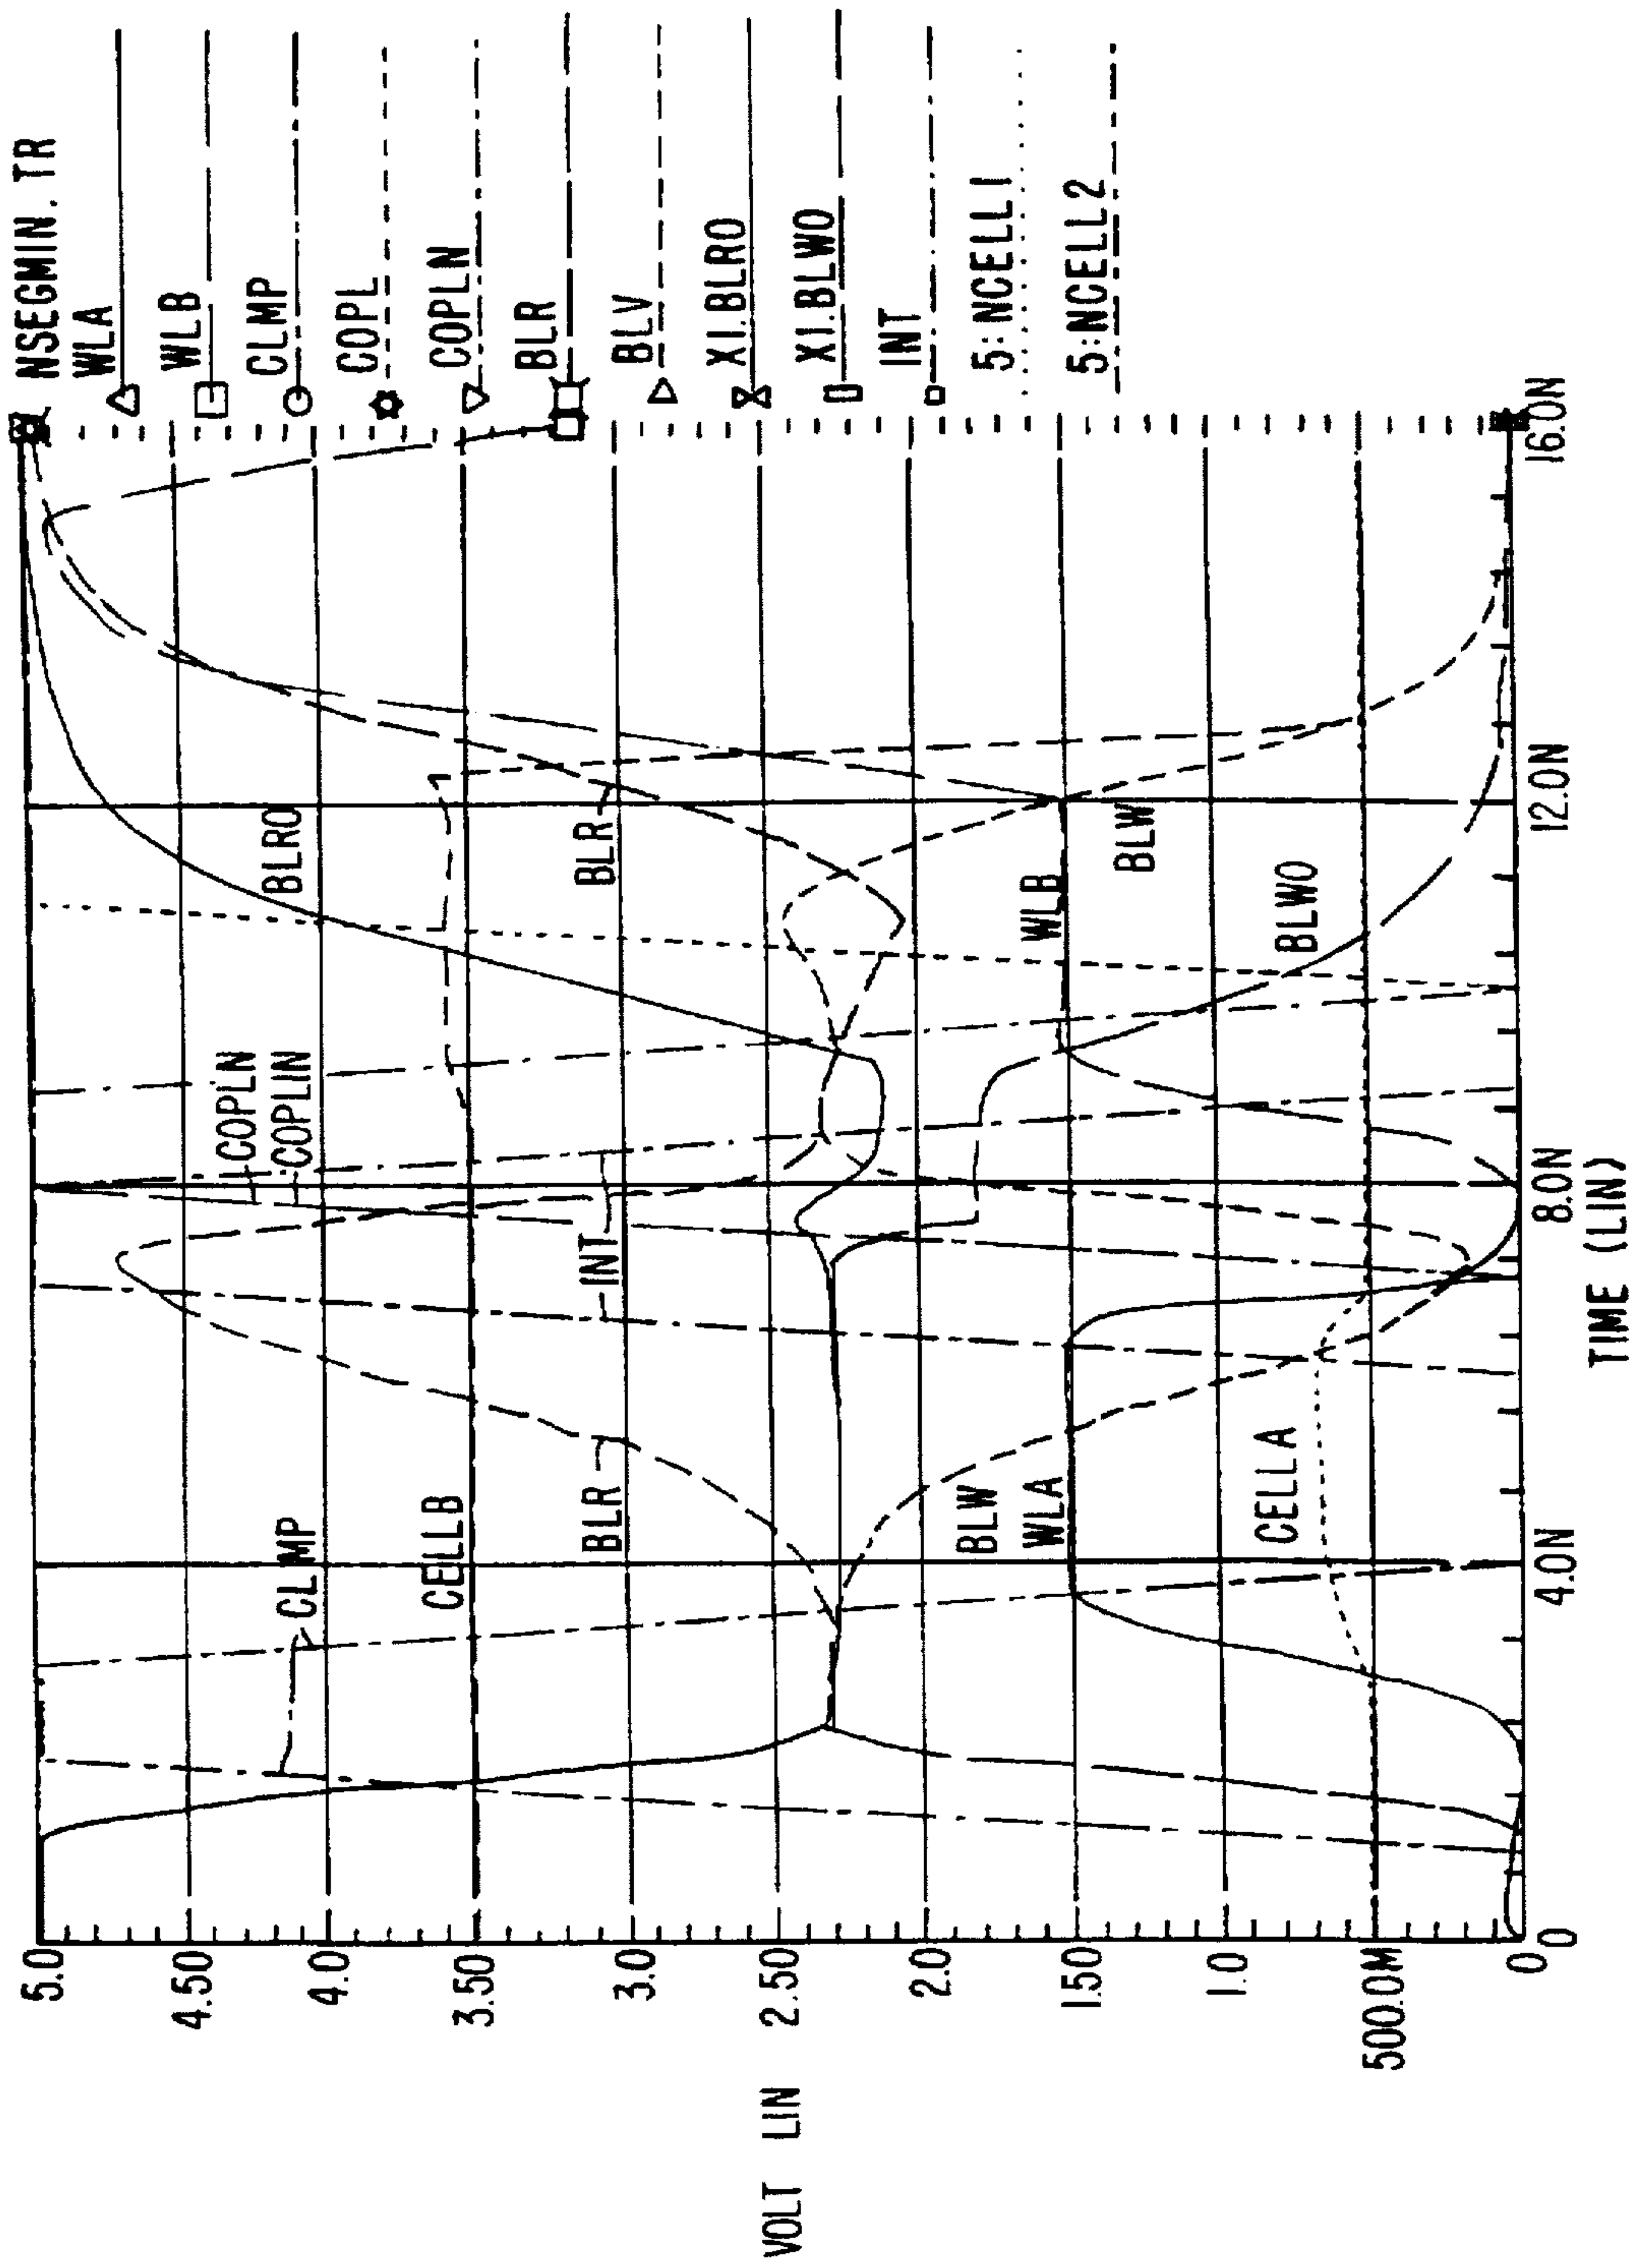 NSEGMIN. TR
WLA
WLB
CLMP
COPL
COPLN
BLR
BLV
X1.BLRO
X1.BLWO
INT
5:NCELL1
5:NCELL2
VOLT LIN
5.0
4.50
4.0
3.50
3.0
2.50
2.0
1.50
1.0
500.0M
0
CLMP
CELLB
BLR
BLW
WLA
CELLA
COPLN
COPLIN
INT
BLRO
BLR
WLB
BLW
BLWO
0
4.0N
8.0N
12.0N
16.0N
TIME (LIN)